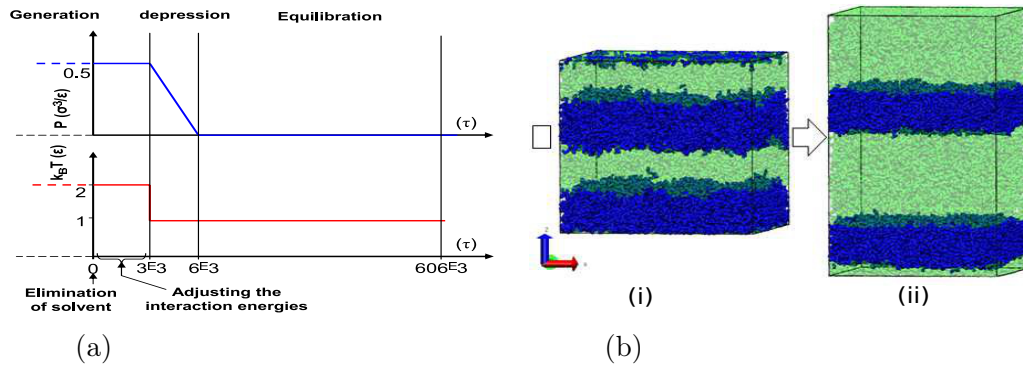 Generation depression Equilibration
P (σ³/ε)
0.5
(τ)
k_BT (ε)
2
1
(τ)
0 3E³ 6E³ 606E³
Elimination of solvent
Adjusting the interaction energies
(a)
(i)
(ii)
(b)